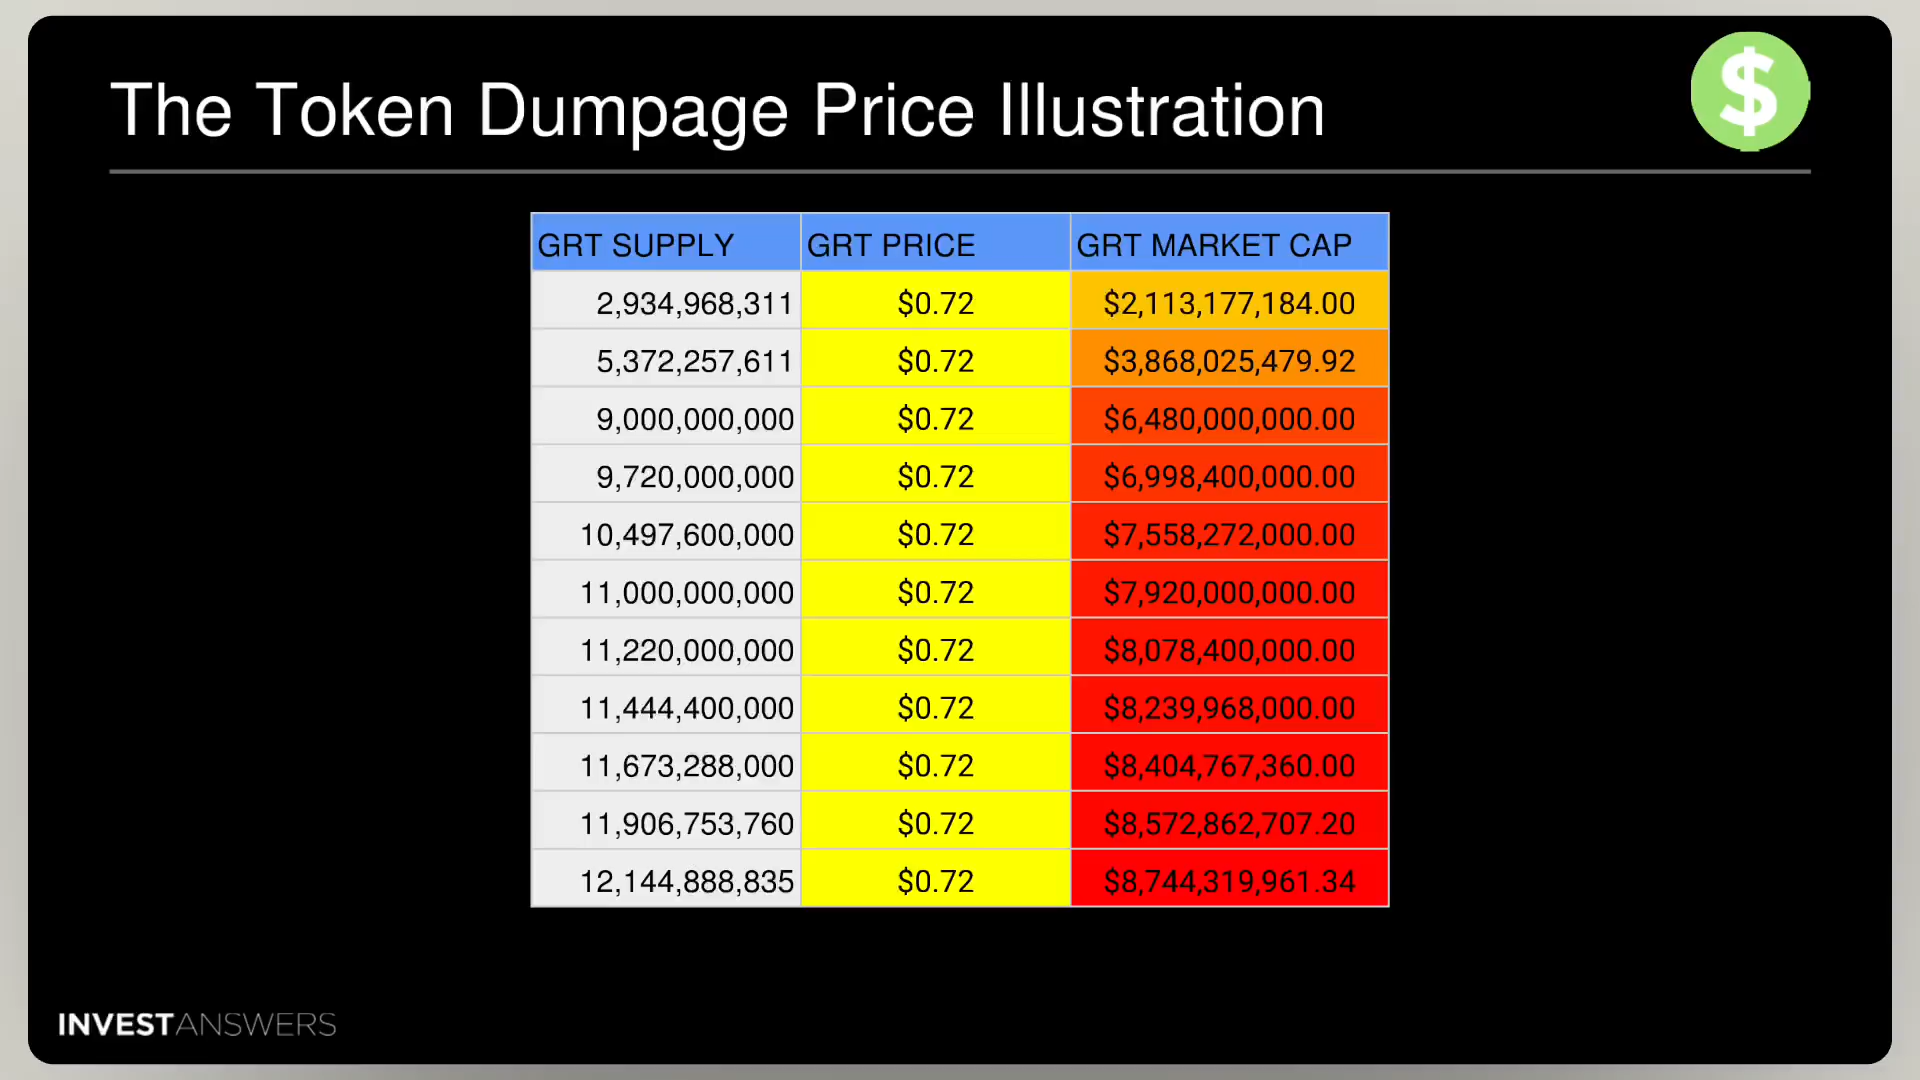 The Token Dumpage Price Illustration
$
GRT SUPPLY GRT PRICE GRT MARKET CAP
2,934,968,311 $0.72 $2,113,177,184.00
5,372,257,611 $0.72 $3,868,025,479.92
9,000,000,000 $0.72 $6,480,000,000.00
9,720,000,000 $0.72 $6,998,400,000.00
10,497,600,000 $0.72 $7,558,272,000.00
11,000,000,000 $0.72 $7,920,000,000.00
11,220,000,000 $0.72 $8,078,400,000.00
11,444,400,000 $0.72 $8,239,968,000.00
11,673,288,000 $0.72 $8,404,767,360.00
11,906,753,760 $0.72 $8,572,862,707.20
12,144,888,835 $0.72 $8,744,319,961.34
INVESTANSWERS